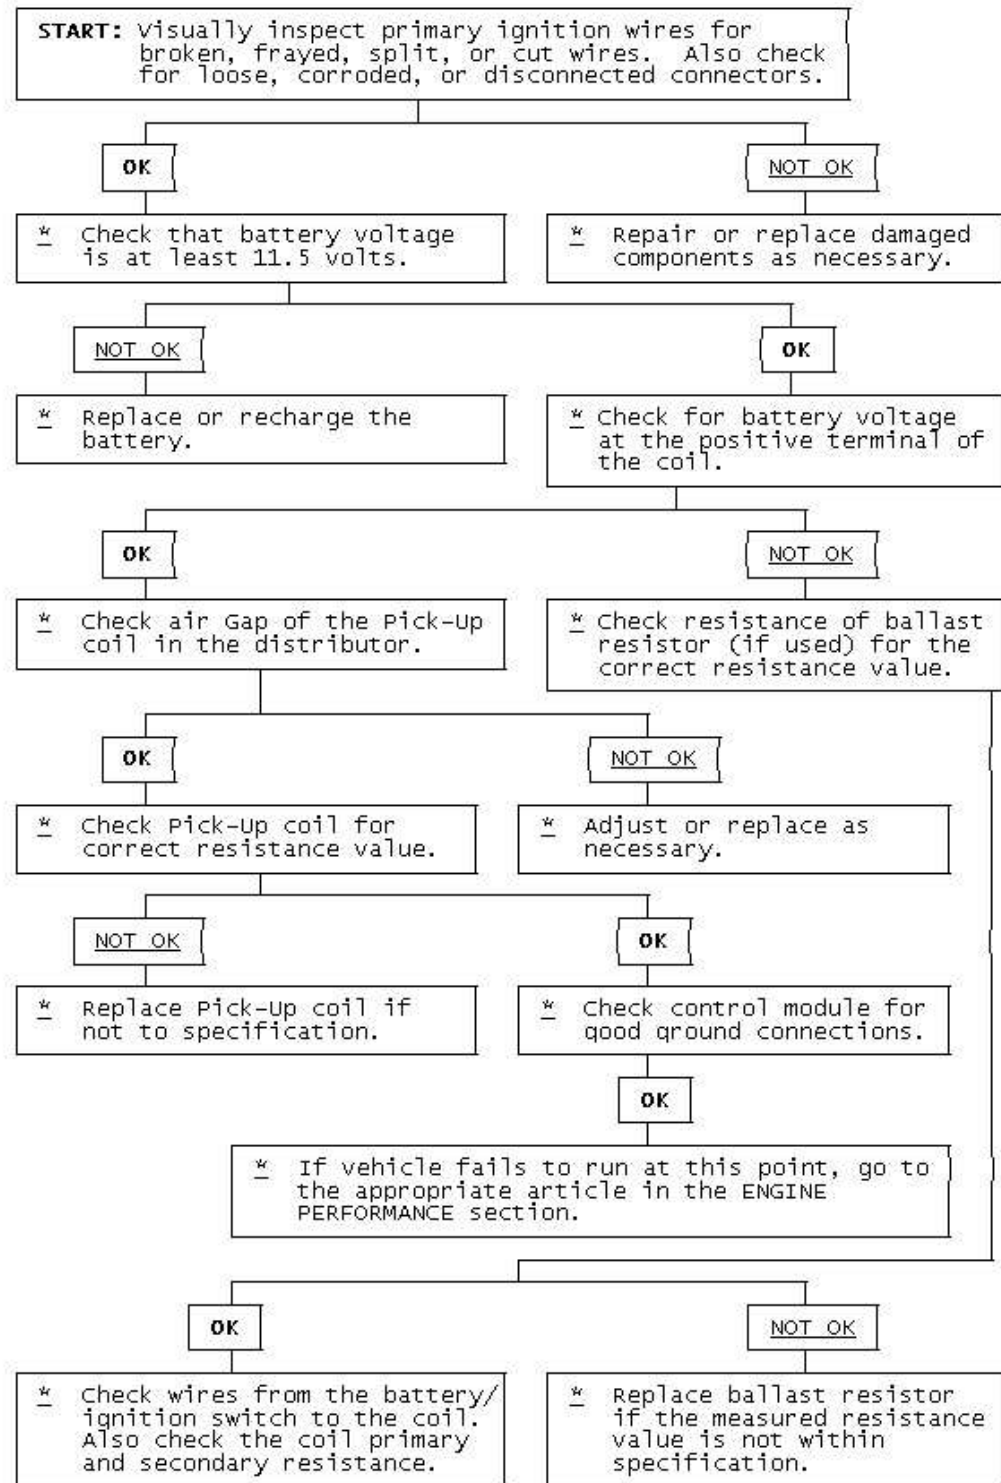 START: Visually inspect primary ignition wires for
broken, frayed, split, or cut wires. Also check
for loose, corroded, or disconnected connectors.
OK
NOT OK
* Check that battery voltage
is at least 11.5 volts.
* Repair or replace damaged
components as necessary.
NOT OK
OK
* Replace or recharge the
battery.
* Check for battery voltage
at the positive terminal of
the coil.
OK
NOT OK
* Check air Gap of the Pick-Up
coil in the distributor.
* Check resistance of ballast
resistor (if used) for the
correct resistance value.
OK
NOT OK
* Check Pick-Up coil for
correct resistance value.
* Adjust or replace as
necessary.
NOT OK
OK
* Replace Pick-Up coil if
not to specification.
* Check control module for
good ground connections.
OK
* If vehicle fails to run at this point, go to
the appropriate article in the ENGINE
PERFORMANCE section.
OK
NOT OK
* Check wires from the battery/
ignition switch to the coil.
Also check the coil primary
and secondary resistance.
* Replace ballast resistor
if the measured resistance
value is not within
specification.